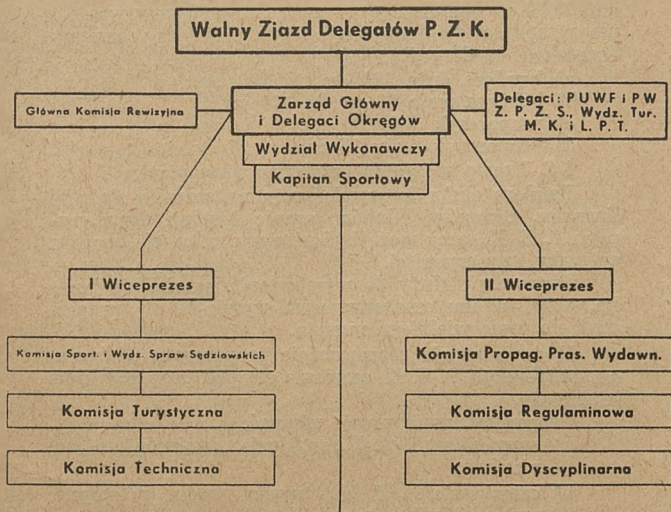 Walny Zjazd Delegatów P. Z. K.
Główna Komisja Rewizyjna
Zarząd Główny
i Delegaci Okręgów
Delegaci: PUWF i PW
Z. P. Z. S., Wydz. Tur.
M. K. i L. P. T.
Wydział Wykonawczy
Kapitan Sportowy
I Wiceprezes
II Wiceprezes
Komisja Sport. i Wydz. Spraw Sędziowskich
Komisja Propag. Pras. Wydawn.
Komisja Turystyczna
Komisja Regulaminowa
Komisja Techniczna
Komisja Dyscyplinarna